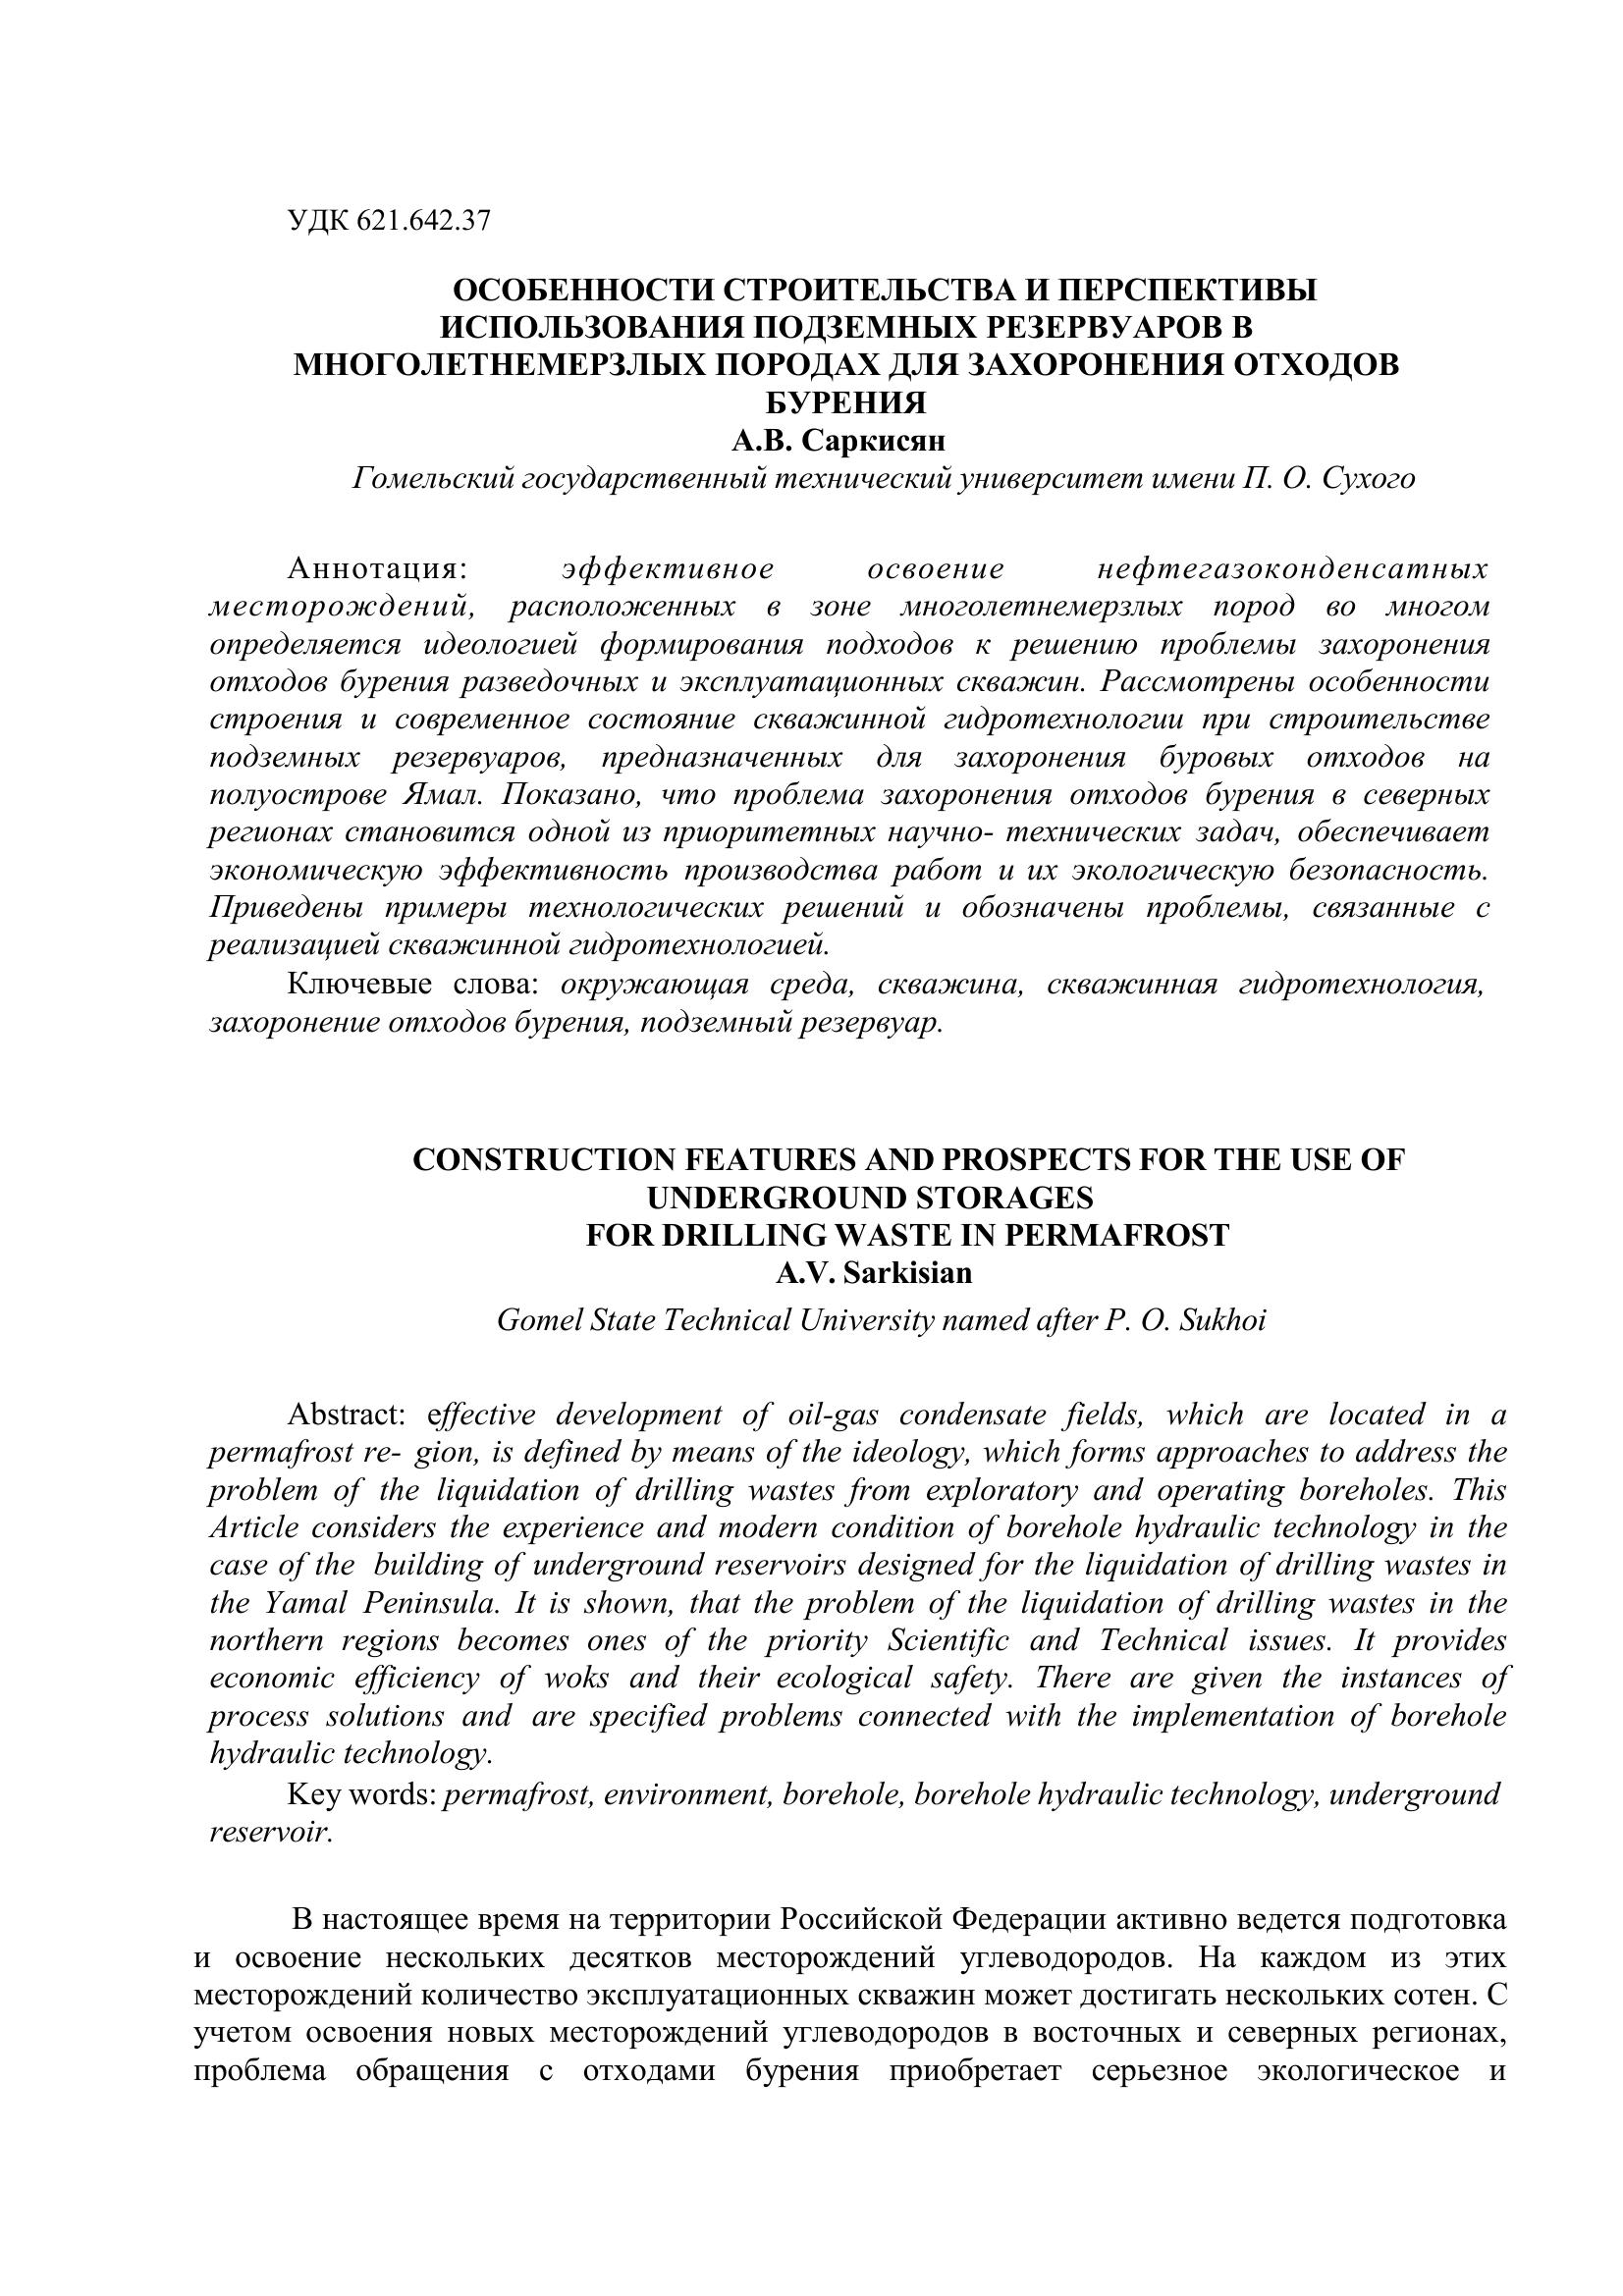 УДК 621.642.37
ОСОБЕННОСТИ СТРОИТЕЛЬСТВА И ПЕРСПЕКТИВЫ
ИСПОЛЬЗОВАНИЯ ПОДЗЕМНЫХ РЕЗЕРВУАРОВ В
МНОГОЛЕТНЕМЕРЗЛЫХ ПОРОДАХ ДЛЯ ЗАХОРОНЕНИЯ ОТХОДОВ
БУРЕНИЯ
А.В. Саркисян
Гомельский государственный технический университет имени П. О. Сухого
Аннотация: эффективное освоение нефтегазоконденсатных
месторождений, расположенных в зоне многолетнемерзлых пород во многом
определяется идеологией формирования подходов к решению проблемы захоронения
отходов бурения разведочных и эксплуатационных скважин. Рассмотрены особенности
строения и современное состояние скважинной гидротехнологии при строительстве
подземных резервуаров, предназначенных для захоронения буровых отходов на
полуострове Ямал. Показано, что проблема захоронения отходов бурения в северных
регионах становится одной из приоритетных научно- технических задач, обеспечивает
экономическую эффективность производства работ и их экологическую безопасность.
Приведены примеры технологических решений и обозначены проблемы, связанные с
реализацией скважинной гидротехнологией.
Ключевые слова: окружающая среда, скважина, скважинная гидротехнология,
захоронение отходов бурения, подземный резервуар.
CONSTRUCTION FEATURES AND PROSPECTS FOR THE USE OF
UNDERGROUND STORAGES
FOR DRILLING WASTE IN PERMAFROST
A.V. Sarkisian
Gomel State Technical University named after P. O. Sukhoi
Abstract: effective development of oil-gas condensate fields, which are located in a
permafrost re- gion, is defined by means of the ideology, which forms approaches to address the
problem of the liquidation of drilling wastes from exploratory and operating boreholes. This
Article considers the experience and modern condition of borehole hydraulic technology in the
case of the building of underground reservoirs designed for the liquidation of drilling wastes in
the Yamal Peninsula. It is shown, that the problem of the liquidation of drilling wastes in the
northern regions becomes ones of the priority Scientific and Technical issues. It provides
economic efficiency of woks and their ecological safety. There are given the instances of
process solutions and are specified problems connected with the implementation of borehole
hydraulic technology.
Key words: permafrost, environment, borehole, borehole hydraulic technology, underground
reservoir.
В настоящее время на территории Российской Федерации активно ведется подготовка
и освоение нескольких десятков месторождений углеводородов. На каждом из этих
месторождений количество эксплуатационных скважин может достигать нескольких сотен. С
учетом освоения новых месторождений углеводородов в восточных и северных регионах,
проблема обращения с отходами бурения приобретает серьезное экологическое и